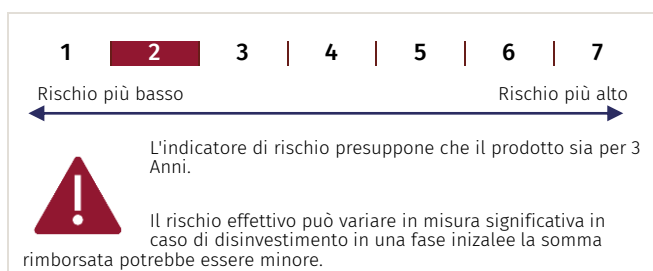 1 2 3 4 5 6 7
Rischio più basso Rischio più alto
L'indicatore di rischio presuppone che il prodotto sia per 3
Anni.
Il rischio effettivo può variare in misura significativa in
caso di disinvestimento in una fase inizalee la somma
rimborsata potrebbe essere minore.